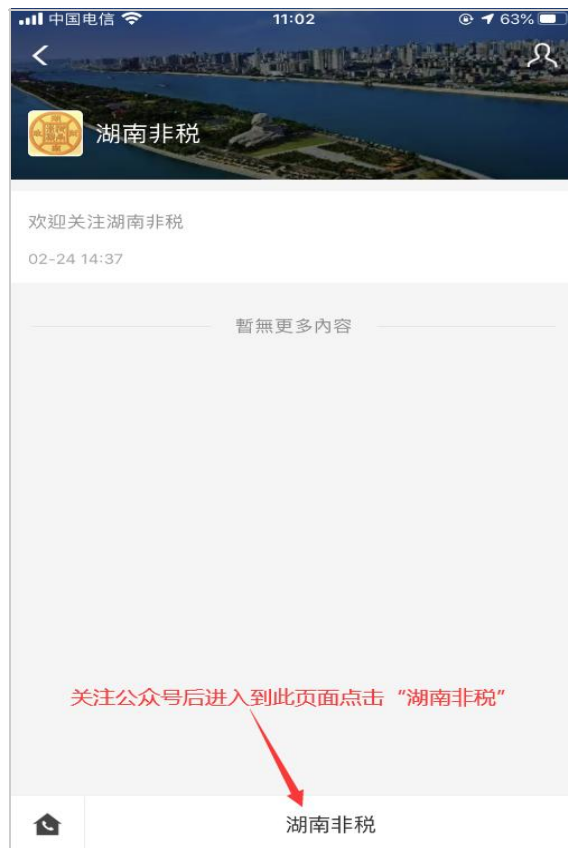 中国电信 11:02 63%
湖南非税
欢迎关注湖南非税
02-24 14:37
暫無更多內容
关注公众号后进入到此页面点击“湖南非税”
湖南非税